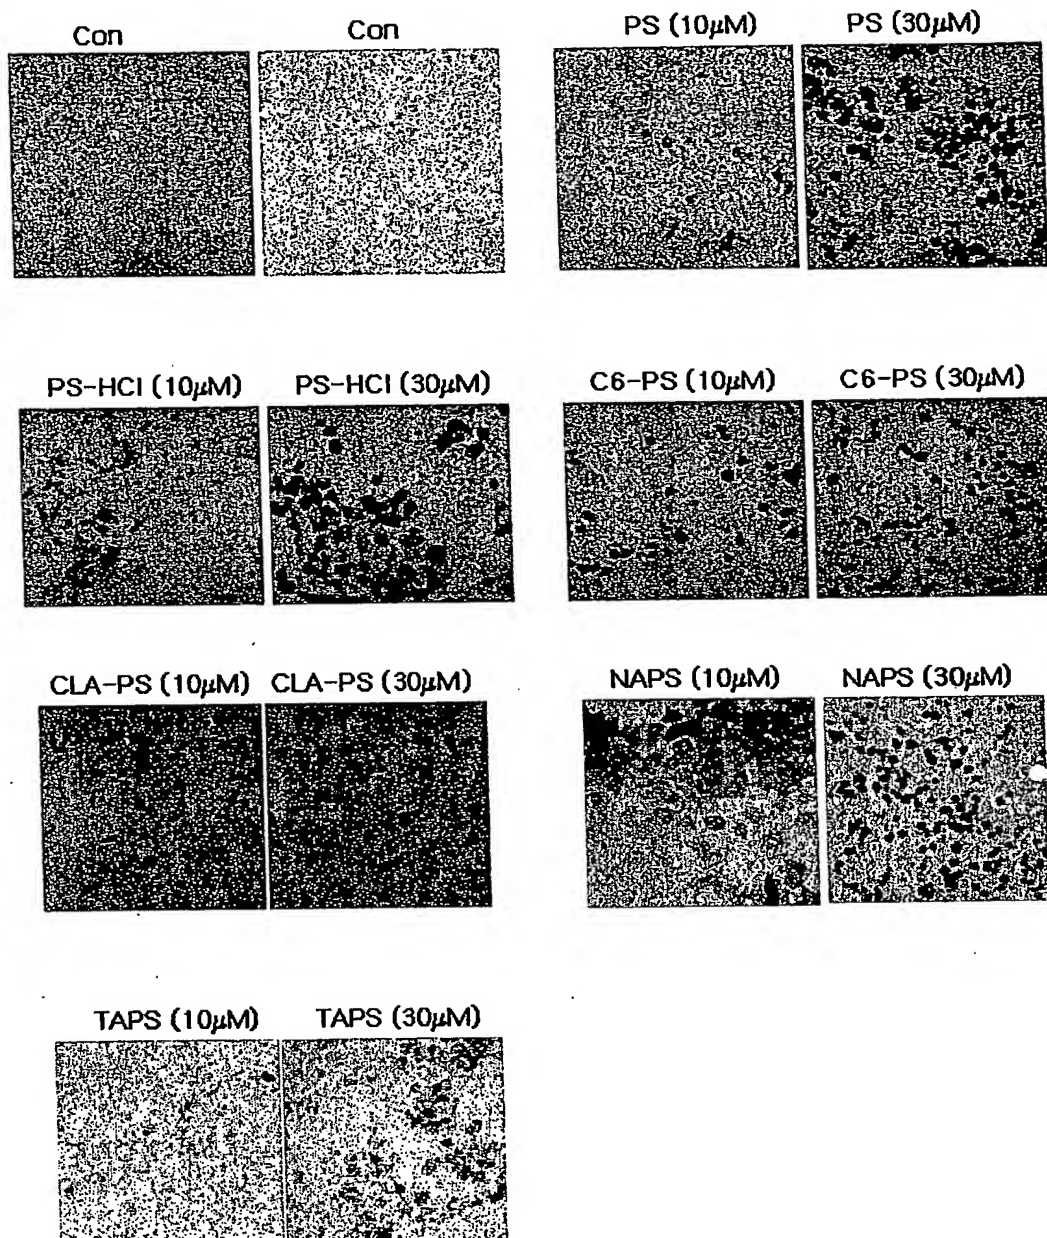 Con
Con
PS (10μM)
PS (30μM)
PS-HCl (10μM)
PS-HCl (30μM)
C6-PS (10μM)
C6-PS (30μM)
CLA-PS (10μM)
CLA-PS (30μM)
NAPS (10μM)
NAPS (30μM)
TAPS (10μM)
TAPS (30μM)